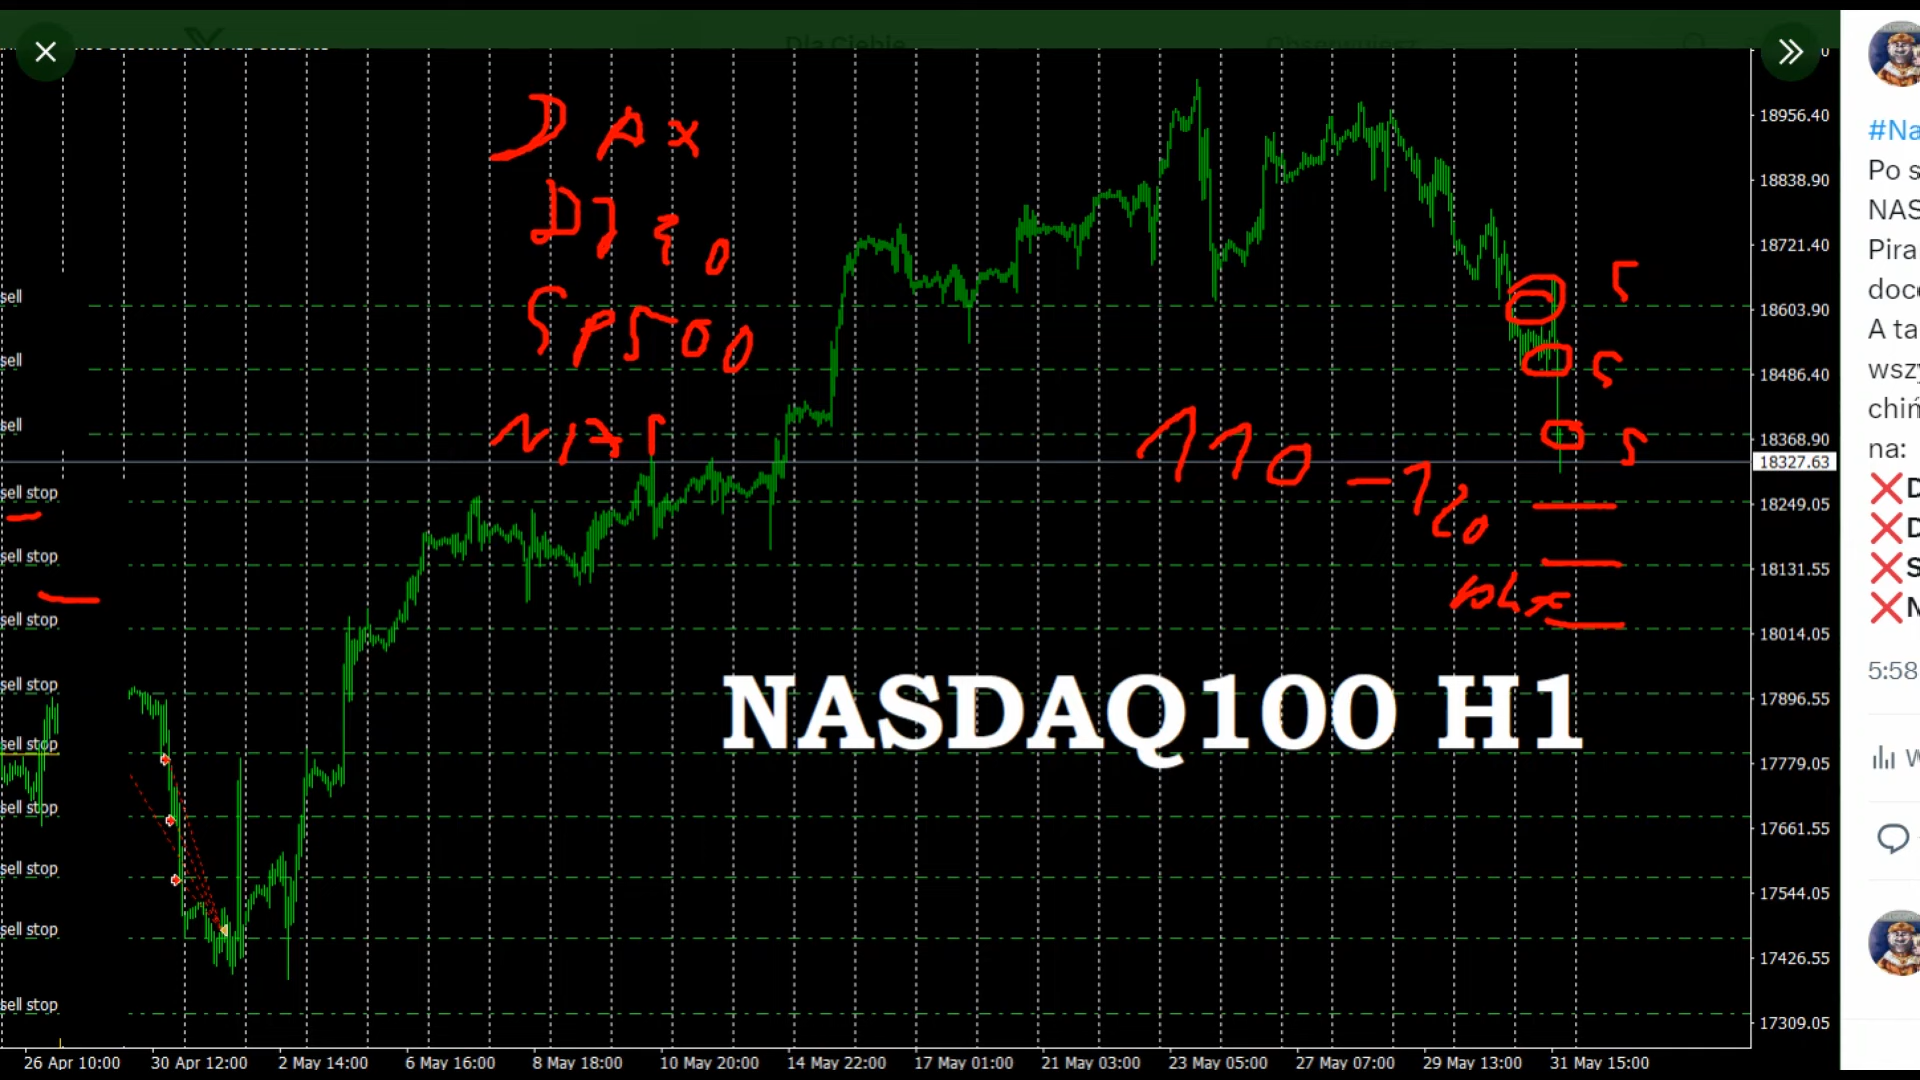 Dla Ciebie
Obserwujesz
DAX
DJ30
SP500
110 - 120
pkt
NASDAQ100 H1
sell
sell
sell
sell stop
sell stop
sell stop
sell stop
sell stop
sell stop
sell stop
sell stop
sell stop
18956.40
18838.90
18721.40
18603.90
18486.40
18368.90
18327.63
18249.05
18131.55
18014.05
17896.55
17779.05
17661.55
17544.05
17426.55
17309.05
26 Apr 10:00
30 Apr 12:00
2 May 14:00
6 May 16:00
8 May 18:00
10 May 20:00
14 May 22:00
17 May 01:00
21 May 03:00
23 May 05:00
27 May 07:00
29 May 13:00
31 May 15:00
#Na
Po s
NAS
Pira
doc
A ta
wszy
chiń
na:
❌D
❌D
❌S
5:58
W